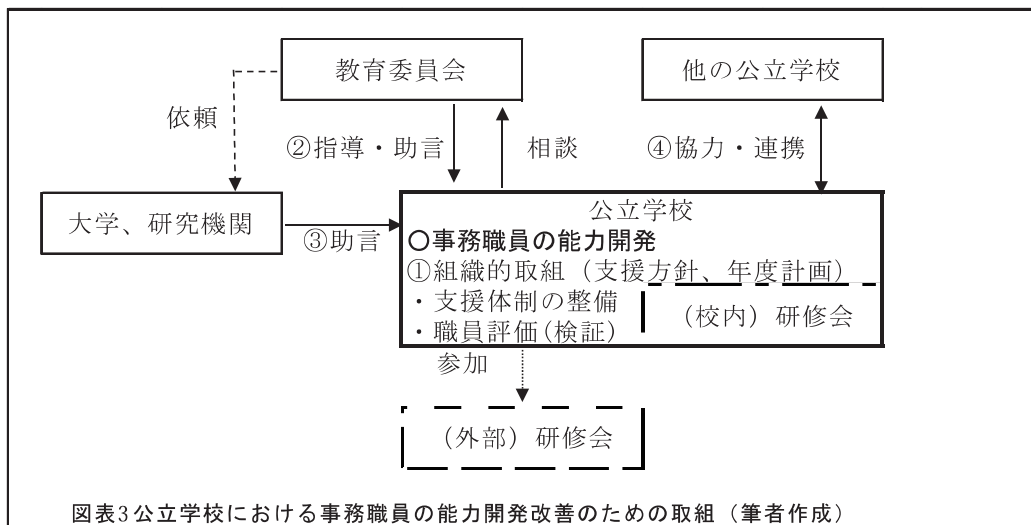 教育委員会
他の公立学校
依頼
②指導・助言
相談
④協力・連携
大学、研究機関
③助言
公立学校
〇事務職員の能力開発
①組織的取組（支援方針、年度計画）
・支援体制の整備
・職員評価(検証)
（校内）研修会
参加
（外部）研修会
図表3公立学校における事務職員の能力開発改善のための取組（筆者作成）